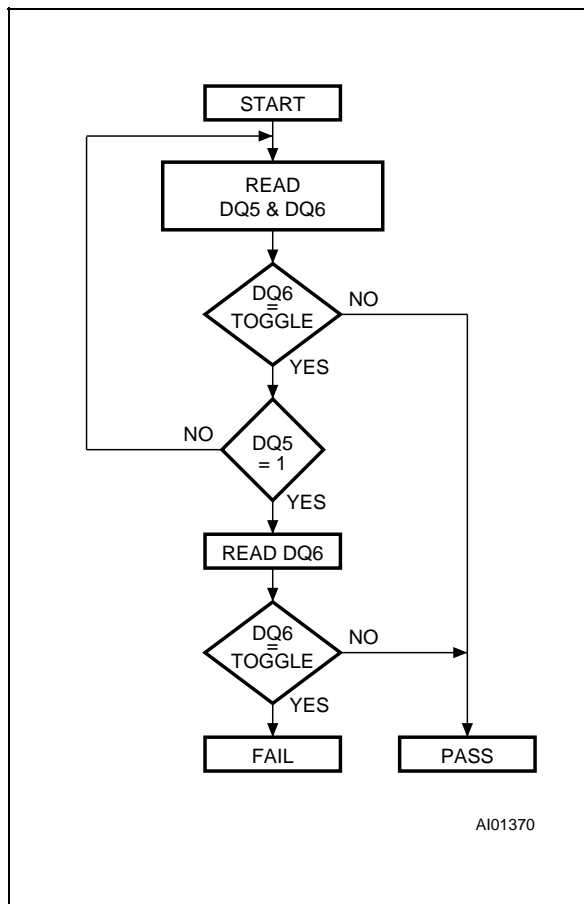 START
READ
DQ5 & DQ6
DQ6
=
TOGGLE
NO
YES
NO
DQ5
= 1
YES
READ DQ6
DQ6
=
TOGGLE
NO
YES
FAIL
PASS
AI01370